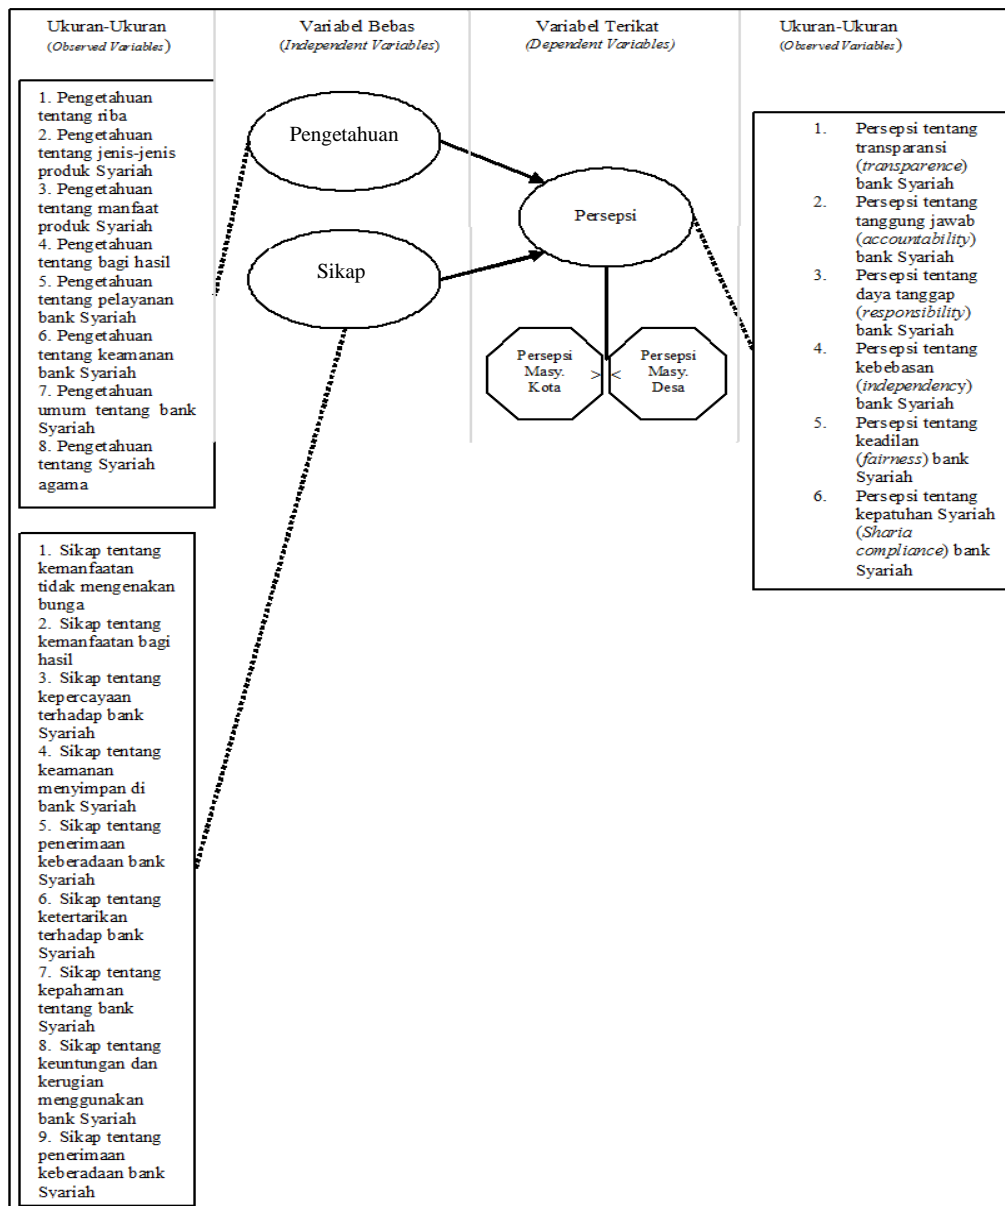 Ukuran-Ukuran
(Observed Variables)
Variabel Bebas
(Independent Variables)
Variabel Terikat
(Dependent Variables)
Ukuran-Ukuran
(Observed Variables)
1. Pengetahuan
tentang riba
2. Pengetahuan
tentang jenis-jenis
produk Syariah
3. Pengetahuan
tentang manfaat
produk Syariah
4. Pengetahuan
tentang bagi hasil
5. Pengetahuan
tentang pelayanan
bank Syariah
6. Pengetahuan
tentang keamanan
bank Syariah
7. Pengetahuan
umum tentang bank
Syariah
8. Pengetahuan
tentang Syariah
agama
1. Sikap tentang
kemanfaatan
tidak mengenakan
bunga
2. Sikap tentang
kemanfaatan bagi
hasil
3. Sikap tentang
kepercayaan
terhadap bank
Syariah
4. Sikap tentang
keamanan
menyimpan di
bank Syariah
5. Sikap tentang
penerimaan
keberadaan bank
Syariah
6. Sikap tentang
ketertarikan
terhadap bank
Syariah
7. Sikap tentang
kepahaman
tentang bank
Syariah
8. Sikap tentang
keuntungan dan
kerugian
menggunakan
bank Syariah
9. Sikap tentang
penerimaan
keberadaan bank
Syariah
Pengetahuan
Sikap
Persepsi
Persepsi
Masy.
Kota
> <
Persepsi
Masy.
Desa
1. Persepsi tentang
transparansi
(transparence)
bank Syariah
2. Persepsi tentang
tanggung jawab
(accountability)
bank Syariah
3. Persepsi tentang
daya tanggap
(responsibility)
bank Syariah
4. Persepsi tentang
kebebasan
(independency)
bank Syariah
5. Persepsi tentang
keadilan
(fairness) bank
Syariah
6. Persepsi tentang
kepatuhan Syariah
(Sharia
compliance) bank
Syariah